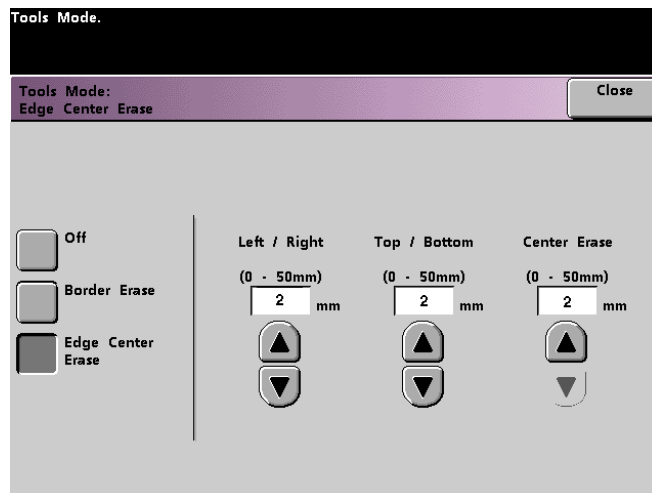 Tools Mode.
Tools Mode:
Edge Center Erase
Close
Off
Border Erase
Edge Center
Erase
Left / Right
(0 - 50mm)
2 mm
Top / Bottom
(0 - 50mm)
2 mm
Center Erase
(0 - 50mm)
2 mm